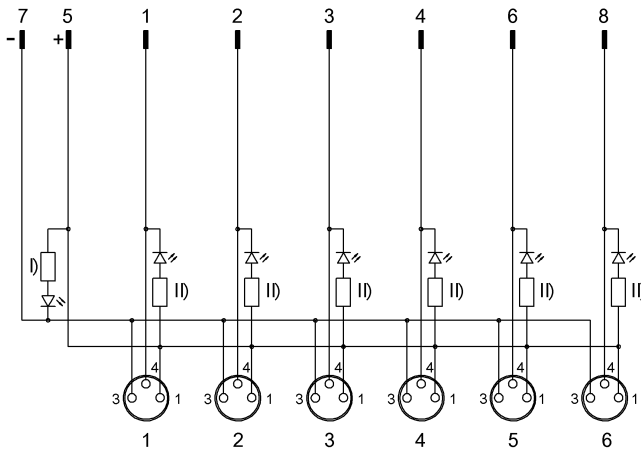 7 5 1 2 3 4 6 8
- +
I) II) II) II) II) II) II)
4 4 4 4 4 4
3 1 3 1 3 1 3 1 3 1 3 1
1 2 3 4 5 6